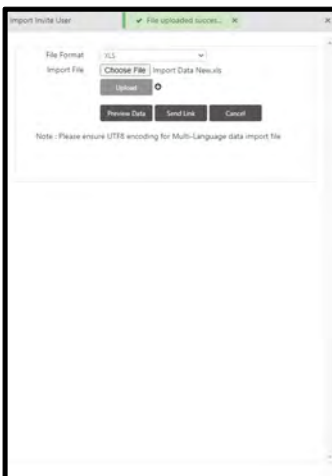 Import Invite User
✔ File uploaded succes... ×
×
File Format XLS
Import File Choose File Import Data New.xls
Upload
Preview Data Send Link Cancel
Note : Please ensure UTF8 encoding for Multi-Language data import file